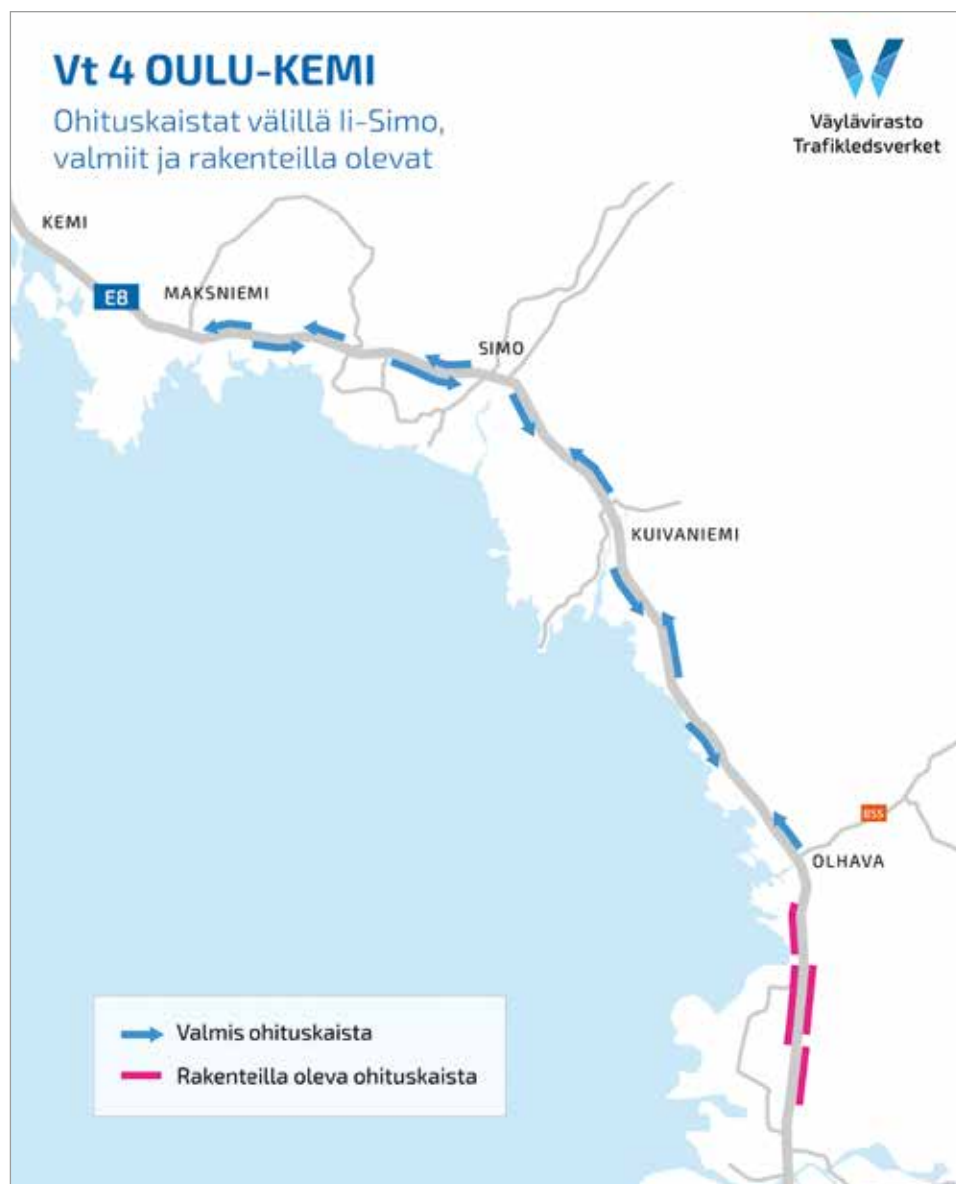 Vt 4 OULU-KEMI
Ohituskaistat välillä Ii-Simo,
valmiit ja rakenteilla olevat
Väylävirasto
Trafikledsverket
KEMI
E8
MAKSNIEMI
SIMO
KUIVANIEMI
855
OLHAVA
Valmis ohituskaista
Rakenteilla oleva ohituskaista